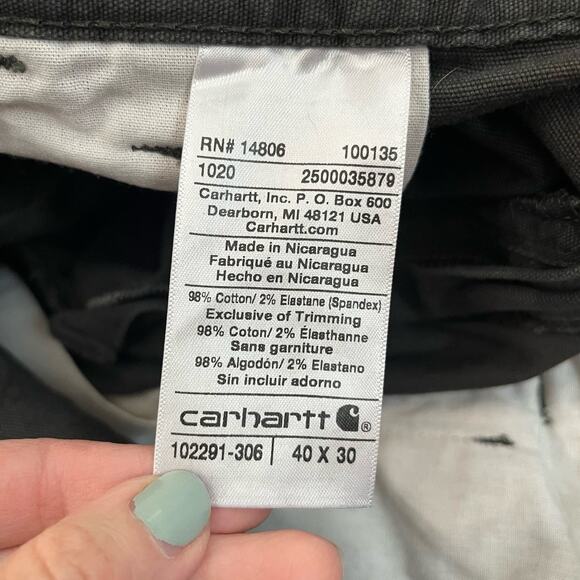 RN# 14806 100135
1020 2500035879
Carhartt, Inc. P. O. Box 600
Dearborn, MI 48121 USA
Carhartt.com
Made in Nicaragua
Fabriqué au Nicaragua
Hecho en Nicaragua
98% Cotton/ 2% Elastane (Spandex)
Exclusive of Trimming
98% Coton/ 2% Élasthanne
Sans garniture
98% Algodón/ 2% Elastano
Sin incluir adorno
carhartt ®
102291-306 40 X 30